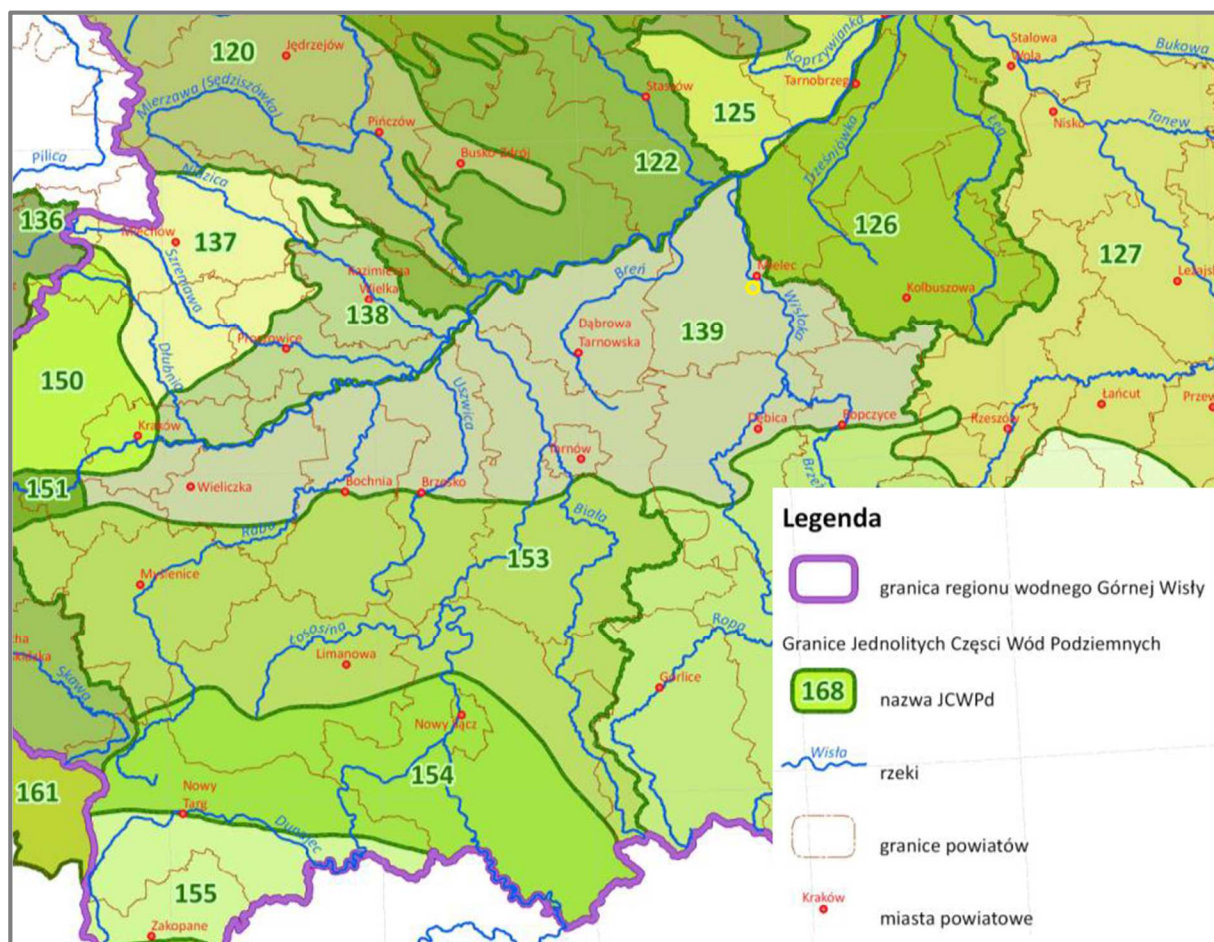 120
Jędrzejów
Mierzawa (Sędziszówka)
Pińczów
Busko-Zdrój
Staszów
122
Koprzywianka
Tarnobrzeg
125
Stalowa
Wola
Bukowa
Nisko
Tanew
Łęg
Trześniówka
126
Kolbuszowa
127
Leżajsk
Pilica
136
Nidzica
Miechów
137
Szreniawa
Kazimierza
Wielka
138
Proszowice
Dłubnia
150
Kraków
151
Wieliczka
Bochnia
Brzesko
Uszwica
Breń
Dąbrowa
Tarnowska
139
Mielec
Wisłoka
Tarnów
Dębica
Ropczyce
Rzeszów
Łańcut
Przew
Raba
Myślenice
Biała
153
Łososina
Limanowa
Ropa
Gorlice
cha
Skawa
Nowy Sącz
154
161
Nowy
Targ
Dunajec
155
Zakopane
Legenda
granica regionu wodnego Górnej Wisły
Granice Jednolitych Częsci Wód Podziemnych
168
nazwa JCWPd
Wisła
rzeki
granice powiatów
Kraków
miasta powiatowe